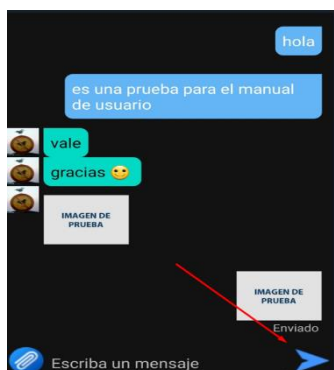 hola
es una prueba para el manual
de usuario
vale
gracias 🙂
IMAGEN DE
PRUEBA
IMAGEN DE
PRUEBA
Enviado
Escriba un mensaje